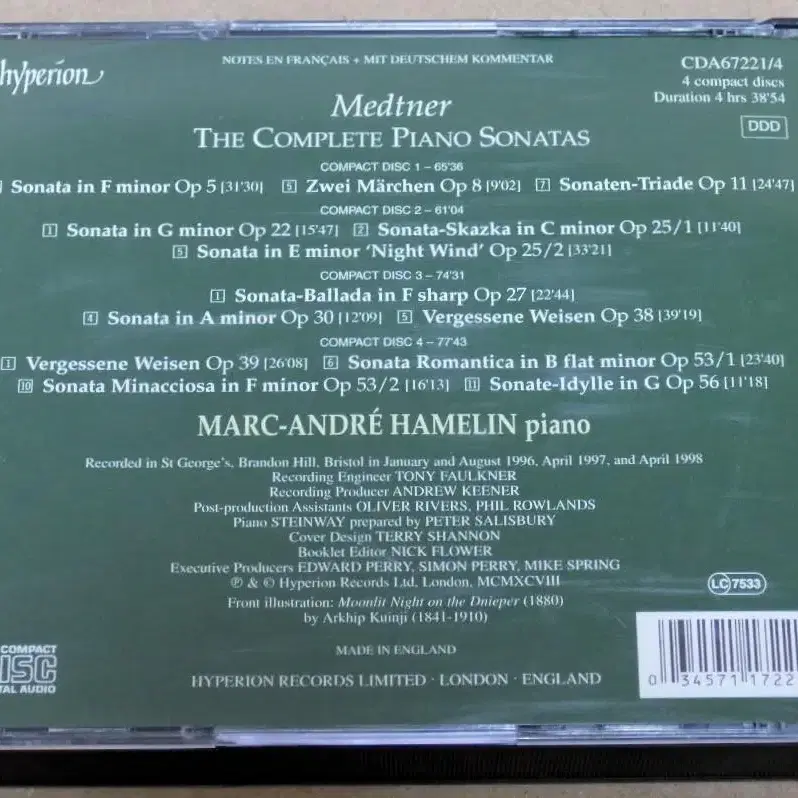 hyperion
NOTES EN FRANÇAIS + MIT DEUTSCHEM KOMMENTAR
CDA67221/4
4 compact discs
Duration 4 hrs 38'54
DDD
Medtner
THE COMPLETE PIANO SONATAS
COMPACT DISC 1 – 65'36
Sonata in F minor Op 5 [31'30] 5 Zwei Märchen Op 8 [9'02] 7 Sonaten-Triade Op 11 [24'47]
COMPACT DISC 2 – 61'04
1 Sonata in G minor Op 22 [15'47] 2 Sonata-Skazka in C minor Op 25/1 [11'40]
5 Sonata in E minor ‘Night Wind’ Op 25/2 [33'21]
COMPACT DISC 3 – 74'31
1 Sonata-Ballada in F sharp Op 27 [22'44]
4 Sonata in A minor Op 30 [12'09] 5 Vergessene Weisen Op 38 [39'19]
COMPACT DISC 4 – 77'43
1 Vergessene Weisen Op 39 [26'08] 6 Sonata Romantica in B flat minor Op 53/1 [23'40]
10 Sonata Minacciosa in F minor Op 53/2 [16'13] 11 Sonate-Idylle in G Op 56 [11'18]
MARC-ANDRÉ HAMELIN piano
Recorded in St George's, Brandon Hill, Bristol in January and August 1996, April 1997, and April 1998
Recording Engineer TONY FAULKNER
Recording Producer ANDREW KEENER
Post-production Assistants OLIVER RIVERS, PHIL ROWLANDS
Piano STEINWAY prepared by PETER SALISBURY
Cover Design TERRY SHANNON
Booklet Editor NICK FLOWER
Executive Producers EDWARD PERRY, SIMON PERRY, MIKE SPRING
℗ & © Hyperion Records Ltd, London, MCMXCVIII
LC 7533
Front illustration: Moonlit Night on the Dnieper (1880)
by Arkhip Kuinji (1841-1910)
MADE IN ENGLAND
HYPERION RECORDS LIMITED · LONDON · ENGLAND
COMPACT
DISC
DIGITAL AUDIO
0 34571 1722